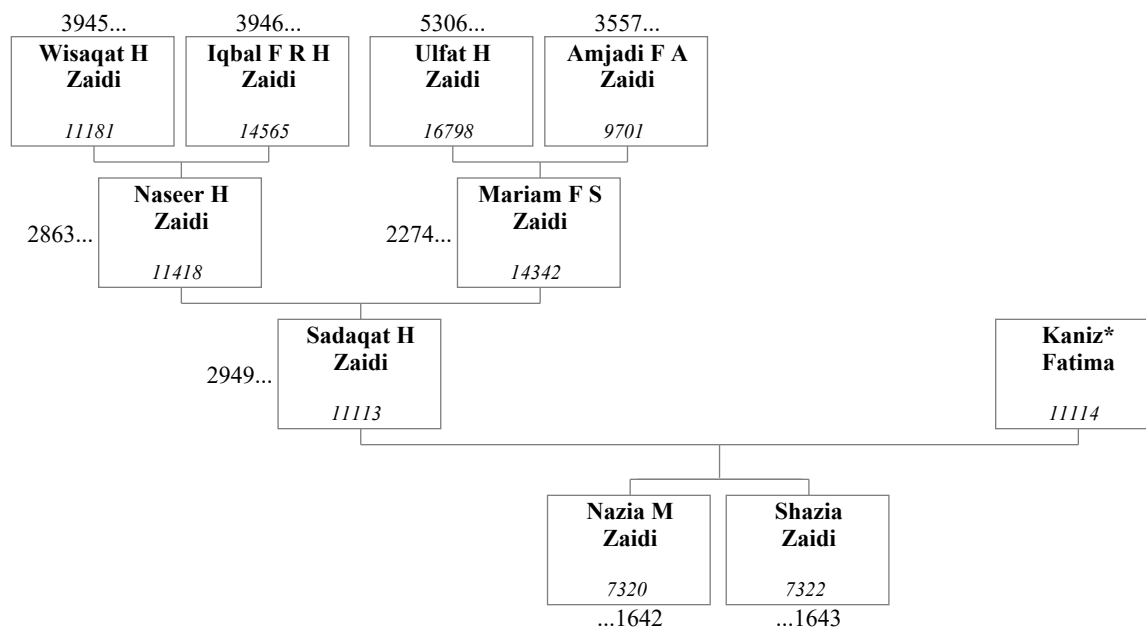 3945... 3946... 5306... 3557...
Wisaqat H Iqbal F R H Ulfat H Amjadi F A
Zaidi Zaidi Zaidi Zaidi
11181 14565 16798 9701
Naseer H Mariam F S
Zaidi Zaidi
2863... 2274...
11418 14342
Sadaqat H Kaniz*
Zaidi Fatima
2949...
11113 11114
Nazia M Shazia
Zaidi Zaidi
7320 7322
...1642 ...1643